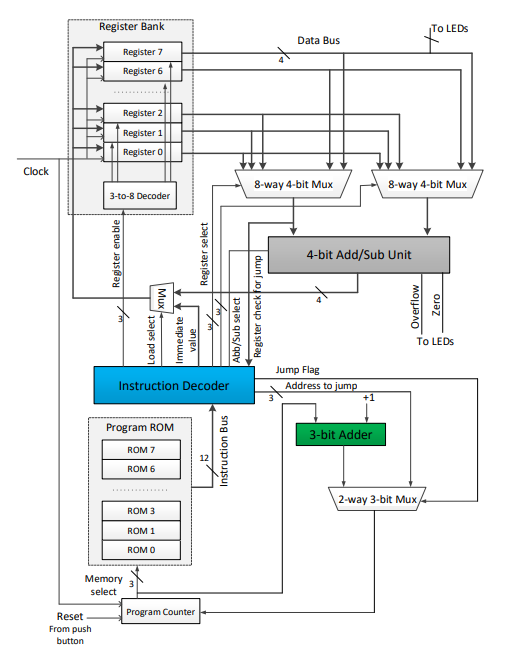 Register Bank
To LEDs
Data Bus
Register 7
4
Register 6
Register 2
Register 1
Register 0
Clock
3-to-8 Decoder
8-way 4-bit Mux
8-way 4-bit Mux
Register enable
Register select
4-bit Add/Sub Unit
Mux
4
3
3
3
Load select
Immediate
value
Abb/Sub select
Register check for jump
Overflow
Zero
To LEDs
Jump Flag
Instruction Decoder
Address to jump
3
+1
Program ROM
3-bit Adder
ROM 7
12
Instruction Bus
ROM 6
2-way 3-bit Mux
ROM 3
ROM 1
ROM 0
Memory
select
3
Program Counter
Reset
From push
button